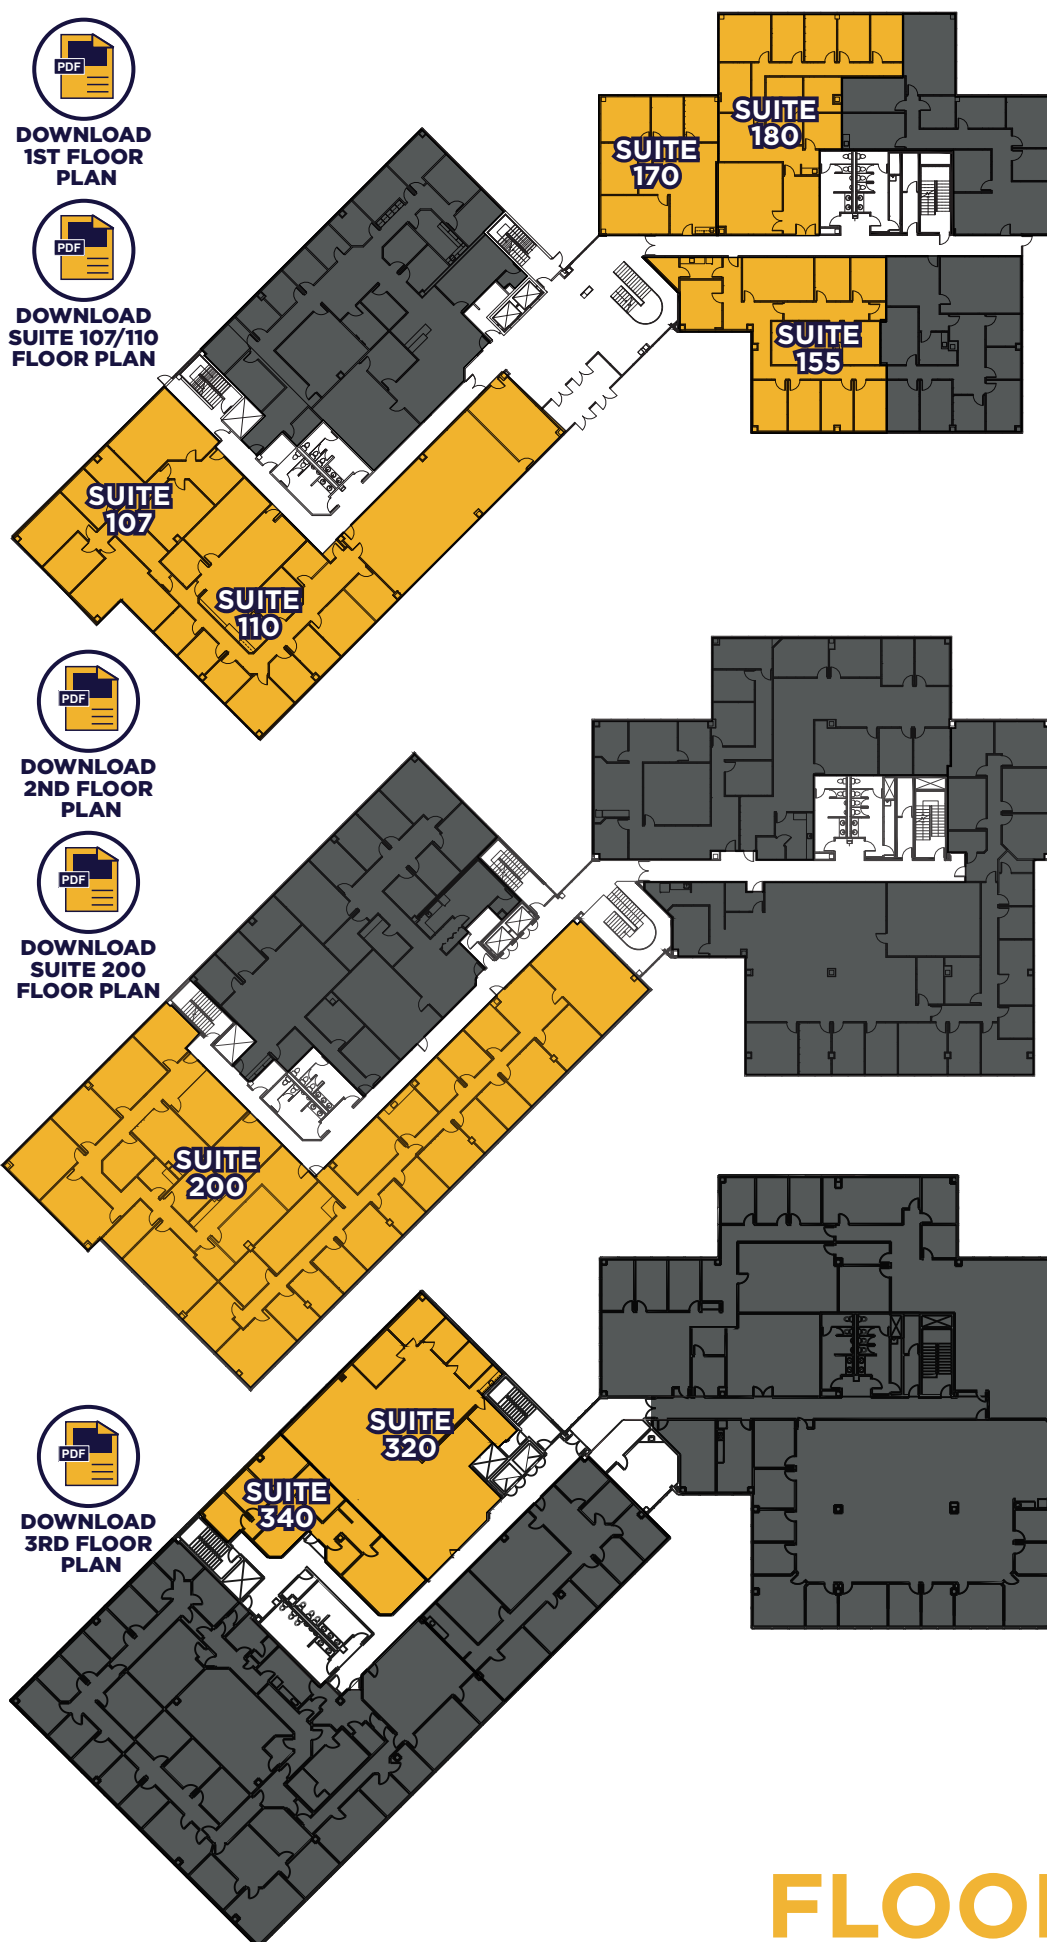 PDF
DOWNLOAD
1ST FLOOR
PLAN
PDF
DOWNLOAD
SUITE 107/110
FLOOR PLAN
SUITE
180
SUITE
170
SUITE
155
SUITE
107
SUITE
110
PDF
DOWNLOAD
2ND FLOOR
PLAN
PDF
DOWNLOAD
SUITE 200
FLOOR PLAN
SUITE
200
PDF
DOWNLOAD
3RD FLOOR
PLAN
SUITE
320
SUITE
340
FLOO